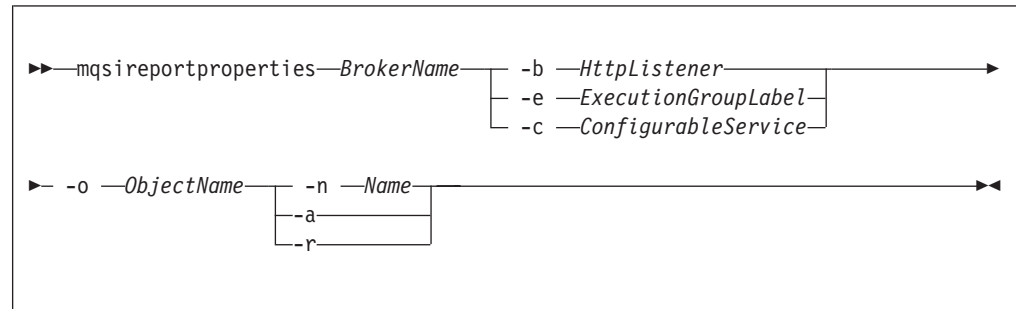 mqsireportproperties BrokerName -b HttpListener
-e ExecutionGroupLabel
-c ConfigurableService
-o ObjectName -n Name
-a
-r